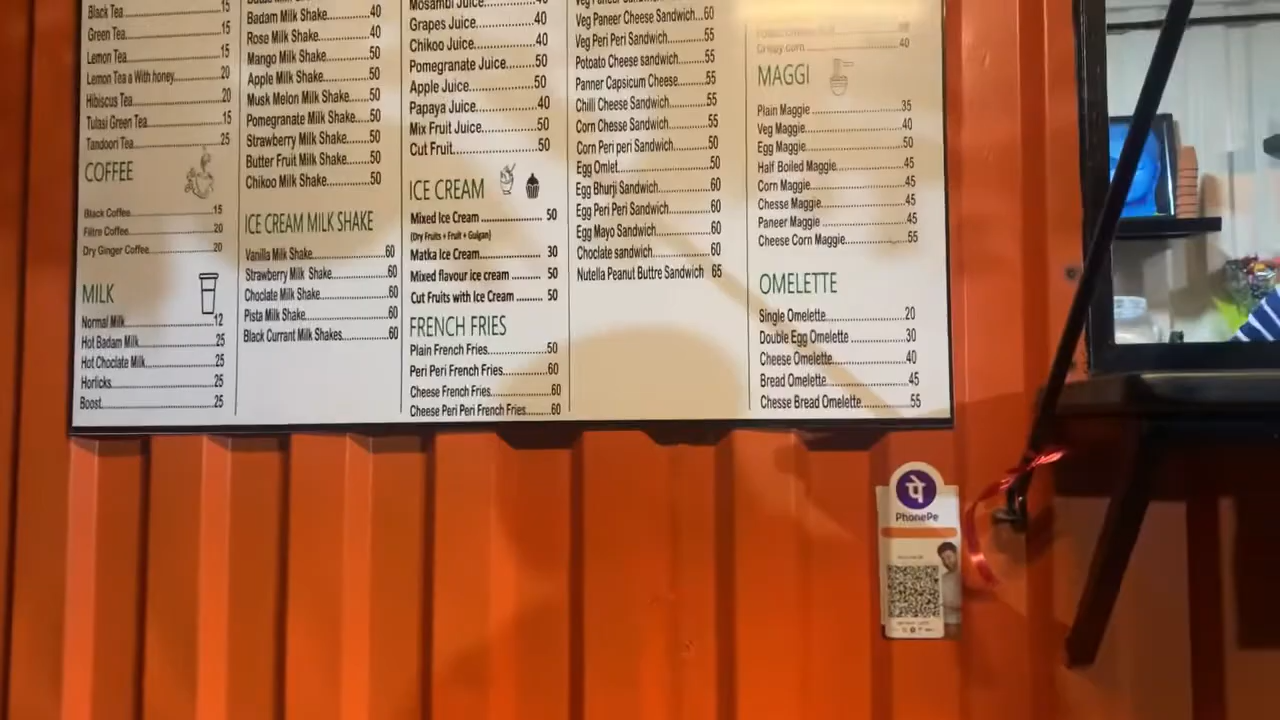 Black Tea 15
Green Tea 15
Lemon Tea 15
Lemon Tea a With honey 20
Hibiscus Tea 20
Tulasi Green Tea 15
Tandoori Tea 25
COFFEE
Black Coffee 15
Filtre Coffee 20
Dry Ginger Coffee 20
MILK
Normal Milk 12
Hot Badam Milk 25
Hot Choclate Milk 25
Horlicks 25
Boost 25
Badam Milk Shake 40
Rose Milk Shake 40
Mango Milk Shake 50
Apple Milk Shake 50
Musk Melon Milk Shake 50
Pomegranate Milk Shake 50
Strawberry Milk Shake 50
Butter Fruit Milk Shake 50
Chikoo Milk Shake 50
ICE CREAM MILK SHAKE
Vanilla Milk Shake 60
Strawberry Milk Shake 60
Choclate Milk Shake 60
Pista Milk Shake 60
Black Currant Milk Shakes 60
Mosambi Juice 40
Grapes Juice 40
Chikoo Juice 40
Pomegranate Juice 50
Apple Juice 50
Papaya Juice 40
Mix Fruit Juice 50
Cut Fruit 50
ICE CREAM
Mixed Ice Cream 50
(Dry Fruits + Fruit + Gulgan)
Matka Ice Cream 30
Mixed flavour ice cream 50
Cut Fruits with Ice Cream 50
FRENCH FRIES
Plain French Fries 50
Peri Peri French Fries 60
Cheese French Fries 60
Cheese Peri Peri French Fries 60
Veg Paneer Cheese Sandwich 60
Veg Peri Peri Sandwich 55
Potoato Cheese sandwich 55
Panner Capsicum Cheese 55
Chilli Cheese Sandwich 55
Corn Chesse Sandwich 55
Corn Peri peri Sandwich 50
Egg Omlet 50
Egg Bhurji Sandwich 60
Egg Peri Peri Sandwich 60
Egg Mayo Sandwich 60
Choclate sandwich 60
Nutella Peanut Buttre Sandwich 65
Crispy corn 40
MAGGI
Plain Maggie 35
Veg Maggie 40
Egg Maggie 50
Half Boiled Maggie 45
Corn Maggie 45
Chesse Maggie 45
Paneer Maggie 45
Cheese Corn Maggie 55
OMELETTE
Single Omelette 20
Double Egg Omelette 30
Cheese Omelette 40
Bread Omelette 45
Chesse Bread Omelette 55
पे
PhonePe